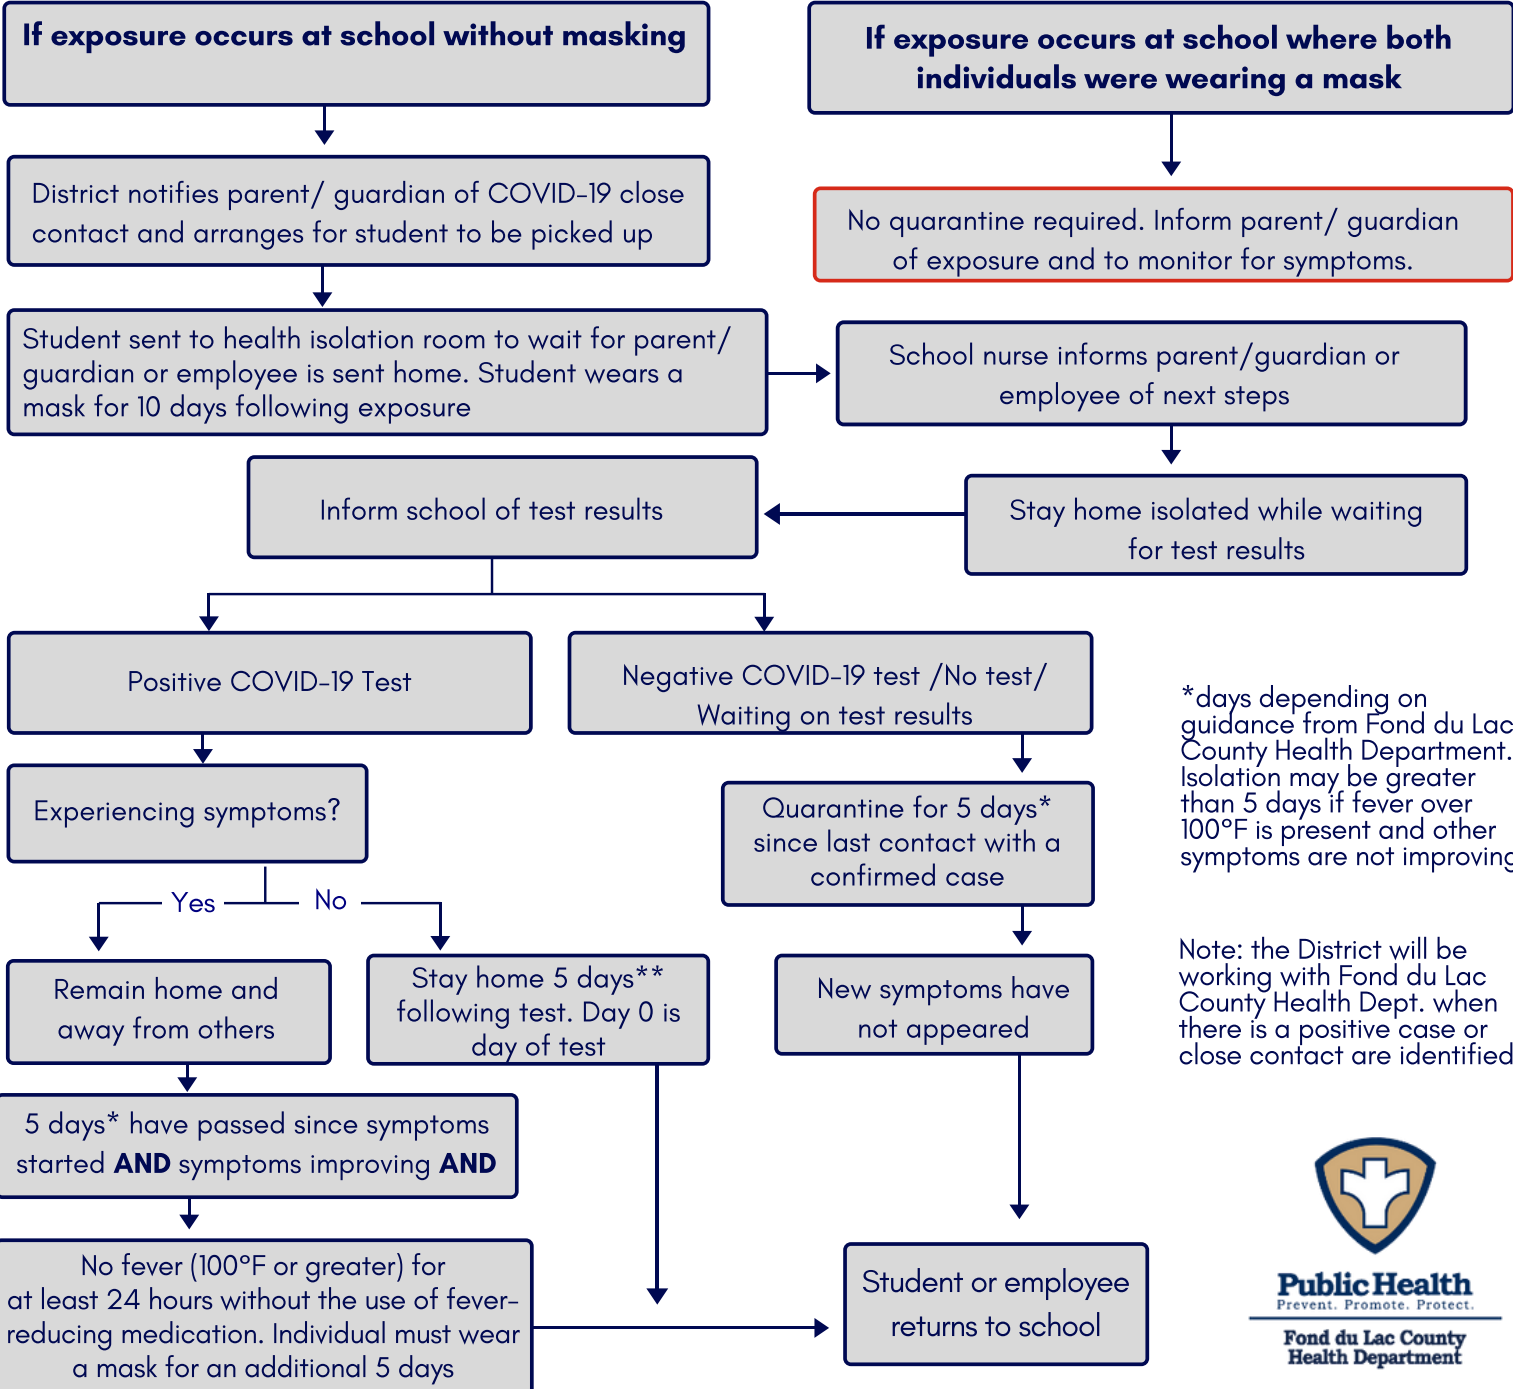 If exposure occurs at school without masking
If exposure occurs at school where both
individuals were wearing a mask
District notifies parent/ guardian of COVID-19 close
contact and arranges for student to be picked up
No quarantine required. Inform parent/ guardian
of exposure and to monitor for symptoms.
Student sent to health isolation room to wait for parent/
guardian or employee is sent home. Student wears a
mask for 10 days following exposure
School nurse informs parent/guardian or
employee of next steps
Inform school of test results
Stay home isolated while waiting
for test results
Positive COVID-19 Test
Negative COVID-19 test /No test/
Waiting on test results
*days depending on
guidance from Fond du Lac
County Health Department.
Isolation may be greater
than 5 days if fever over
100°F is present and other
symptoms are not improving
Experiencing symptoms?
Quarantine for 5 days*
since last contact with a
confirmed case
Yes
No
Remain home and
away from others
Stay home 5 days**
following test. Day 0 is
day of test
New symptoms have
not appeared
Note: the District will be
working with Fond du Lac
County Health Dept. when
there is a positive case or
close contact are identified
5 days* have passed since symptoms
started AND symptoms improving AND
No fever (100°F or greater) for
at least 24 hours without the use of fever-
reducing medication. Individual must wear
a mask for an additional 5 days
Student or employee
returns to school
Public Health
Prevent. Promote. Protect.
Fond du Lac County
Health Department